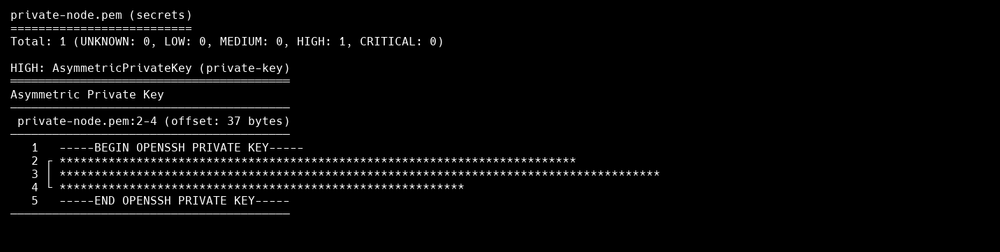 private-node.pem (secrets)
==========================
Total: 1 (UNKNOWN: 0, LOW: 0, MEDIUM: 0, HIGH: 1, CRITICAL: 0)

HIGH: AsymmetricPrivateKey (private-key)
════════════════════════════════════════
Asymmetric Private Key
────────────────────────────────────────
 private-node.pem:2-4 (offset: 37 bytes)
────────────────────────────────────────
   1   -----BEGIN OPENSSH PRIVATE KEY-----
   2 ┌ **************************************************************************
   3 │ **************************************************************************************
   4 └ **********************************************************
   5   -----END OPENSSH PRIVATE KEY-----
────────────────────────────────────────